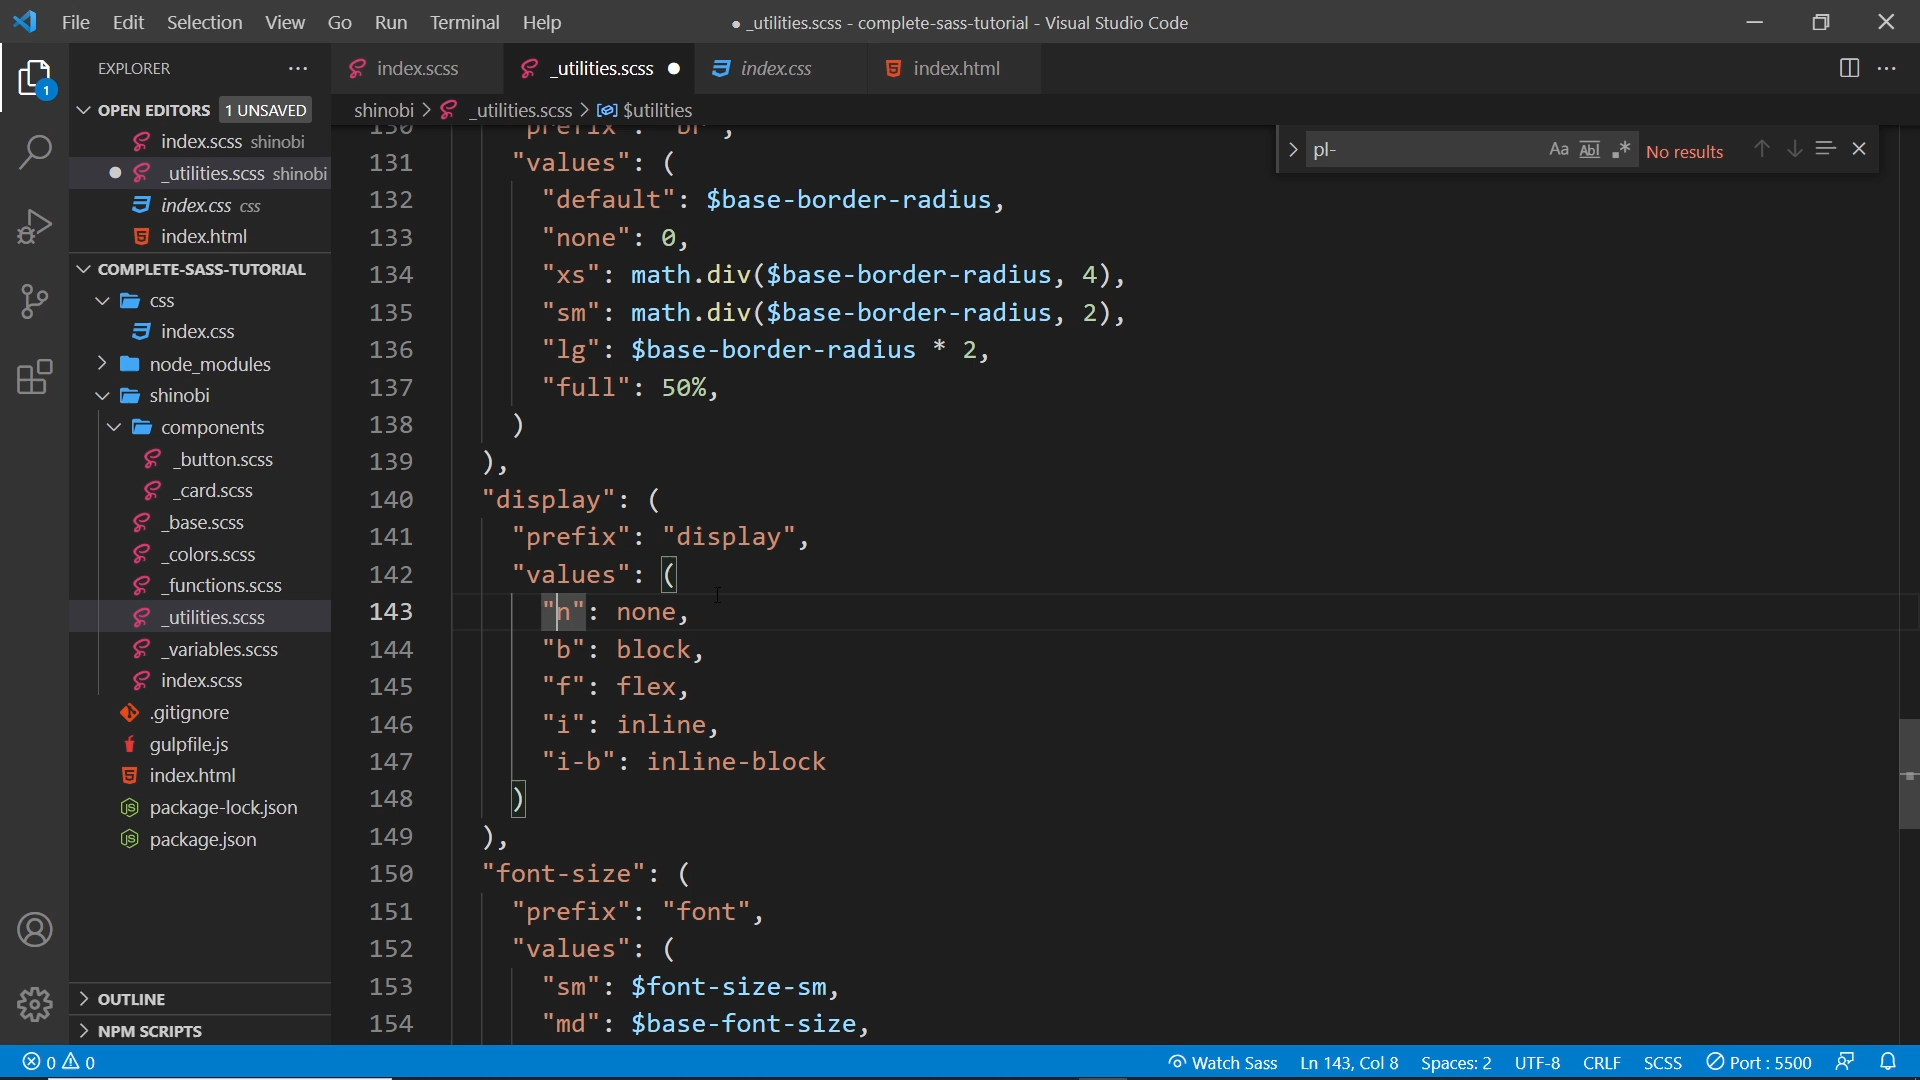 File Edit Selection View Go Run Terminal Help
● _utilities.scss - complete-sass-tutorial - Visual Studio Code
EXPLORER
OPEN EDITORS 1 UNSAVED
index.scss shinobi
_utilities.scss shinobi
index.css css
index.html
COMPLETE-SASS-TUTORIAL
css
index.css
node_modules
shinobi
components
_button.scss
_card.scss
_base.scss
_colors.scss
_functions.scss
_utilities.scss
_variables.scss
index.scss
.gitignore
gulpfile.js
index.html
package-lock.json
package.json
OUTLINE
NPM SCRIPTS
index.scss _utilities.scss index.css index.html
shinobi > _utilities.scss > $utilities
pl- No results
130 "prefix": "br",
131 "values": (
132 "default": $base-border-radius,
133 "none": 0,
134 "xs": math.div($base-border-radius, 4),
135 "sm": math.div($base-border-radius, 2),
136 "lg": $base-border-radius * 2,
137 "full": 50%,
138 )
139 ),
140 "display": (
141 "prefix": "display",
142 "values": (
143 "n": none,
144 "b": block,
145 "f": flex,
146 "i": inline,
147 "i-b": inline-block
148 )
149 ),
150 "font-size": (
151 "prefix": "font",
152 "values": (
153 "sm": $font-size-sm,
154 "md": $base-font-size,
0 0 Watch Sass Ln 143, Col 8 Spaces: 2 UTF-8 CRLF SCSS Port : 5500